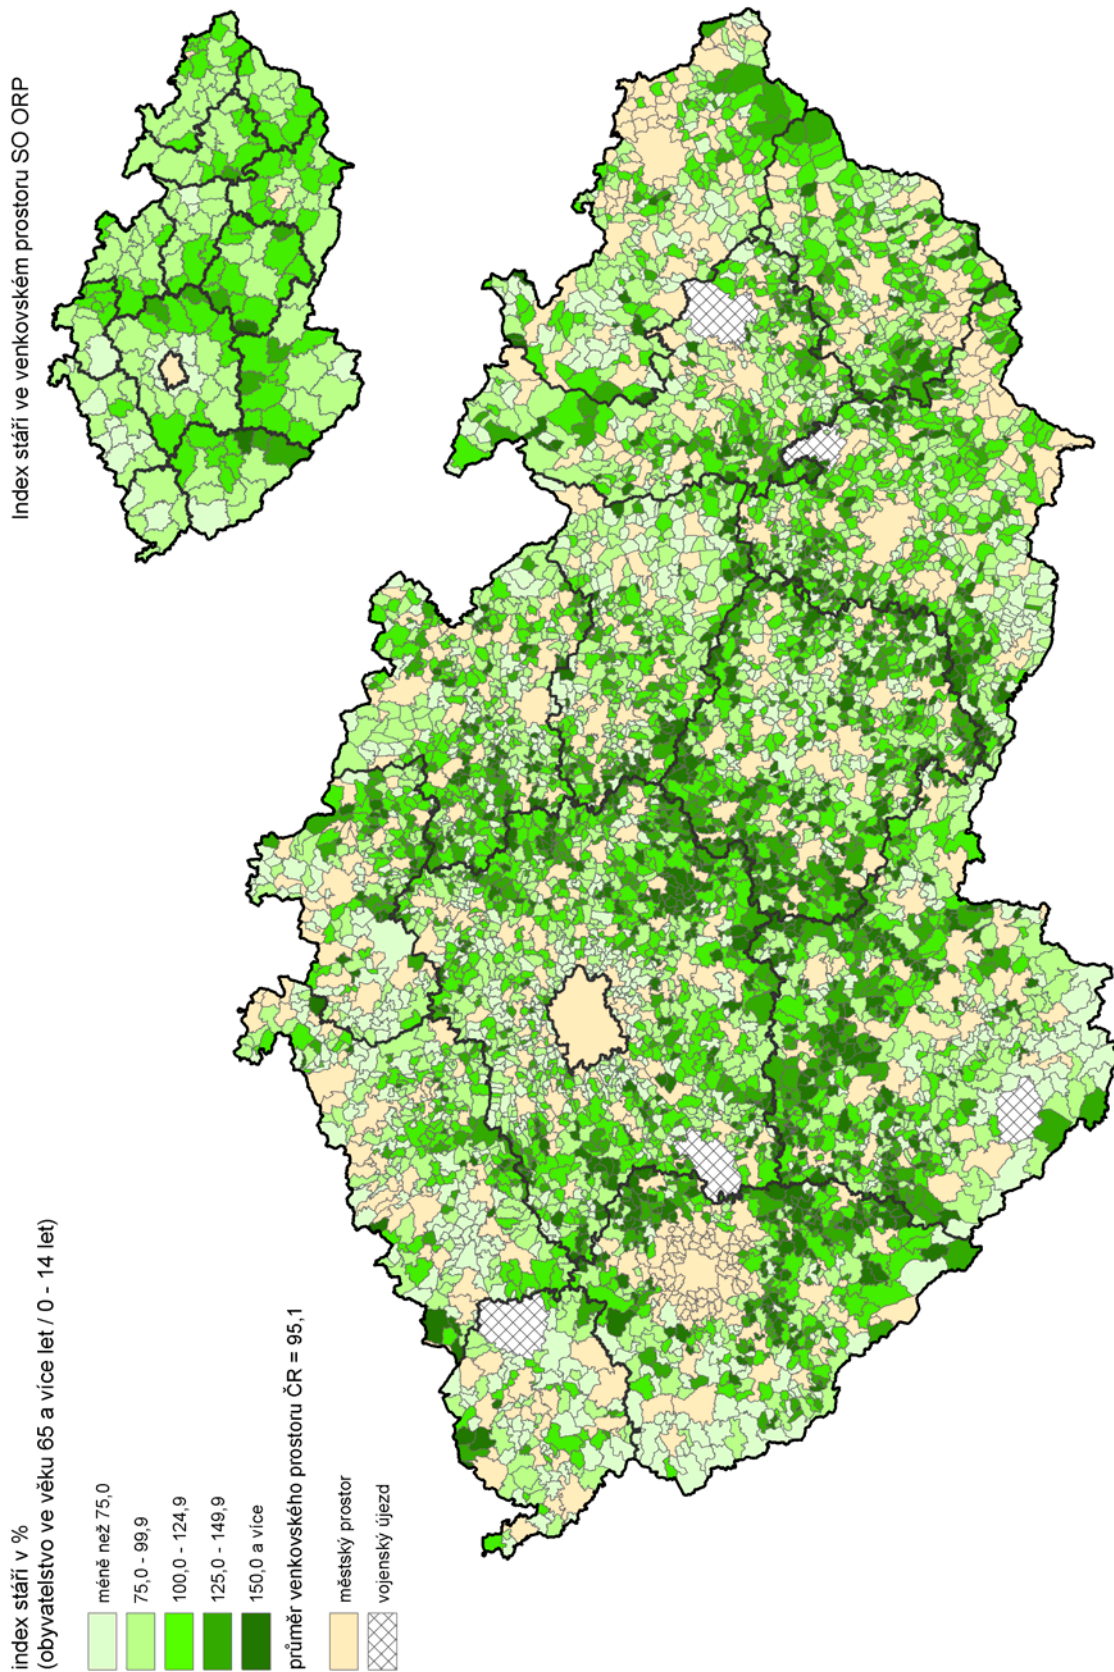 index stáří v %
(obyvatelstvo ve věku 65 a více let / 0 - 14 let)
méně než 75,0
75,0 - 99,9
100,0 - 124,9
125,0 - 149,9
150,0 a více
průměr venkovského prostoru ČR = 95,1
městský prostor
vojenský újezd
Index stáří ve venkovském prostoru SO ORP